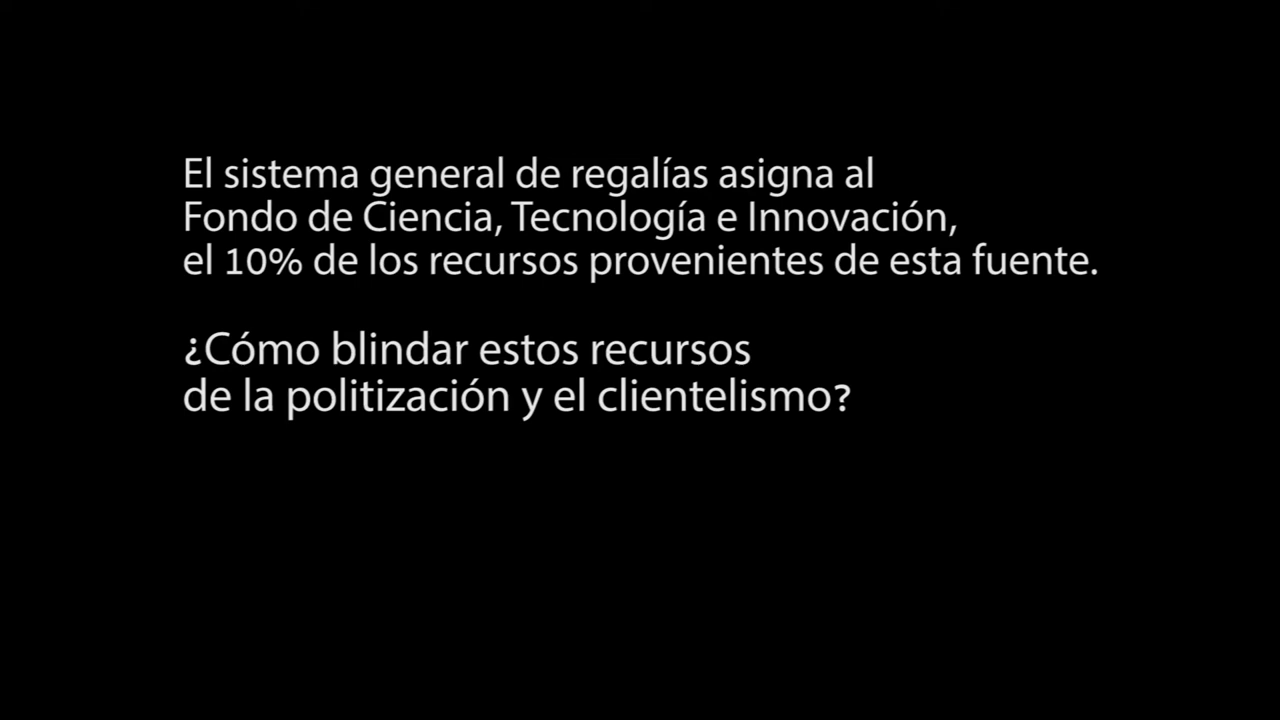 El sistema general de regalías asigna al
Fondo de Ciencia, Tecnología e Innovación,
el 10% de los recursos provenientes de esta fuente.
¿Cómo blindar estos recursos
de la politización y el clientelismo?